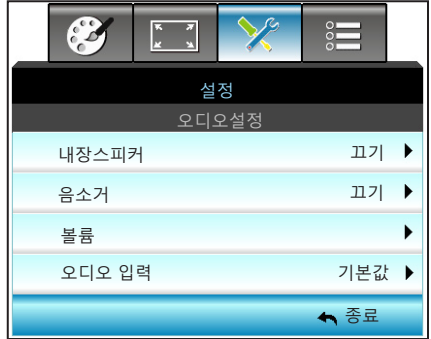 설정
오디오설정
내장스피커 끄기
음소거 끄기
볼륨
오디오 입력 기본값
종료